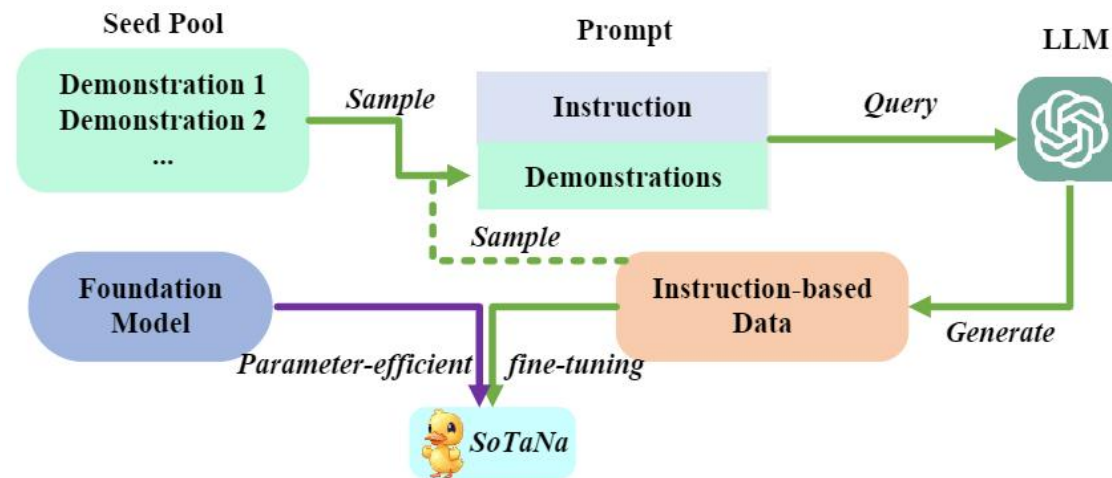 Seed Pool
Demonstration 1
Demonstration 2
...
Sample
Prompt
Instruction
Demonstrations
Query
LLM
Sample
Foundation
Model
Instruction-based
Data
Generate
Parameter-efficient
fine-tuning
SoTaNa